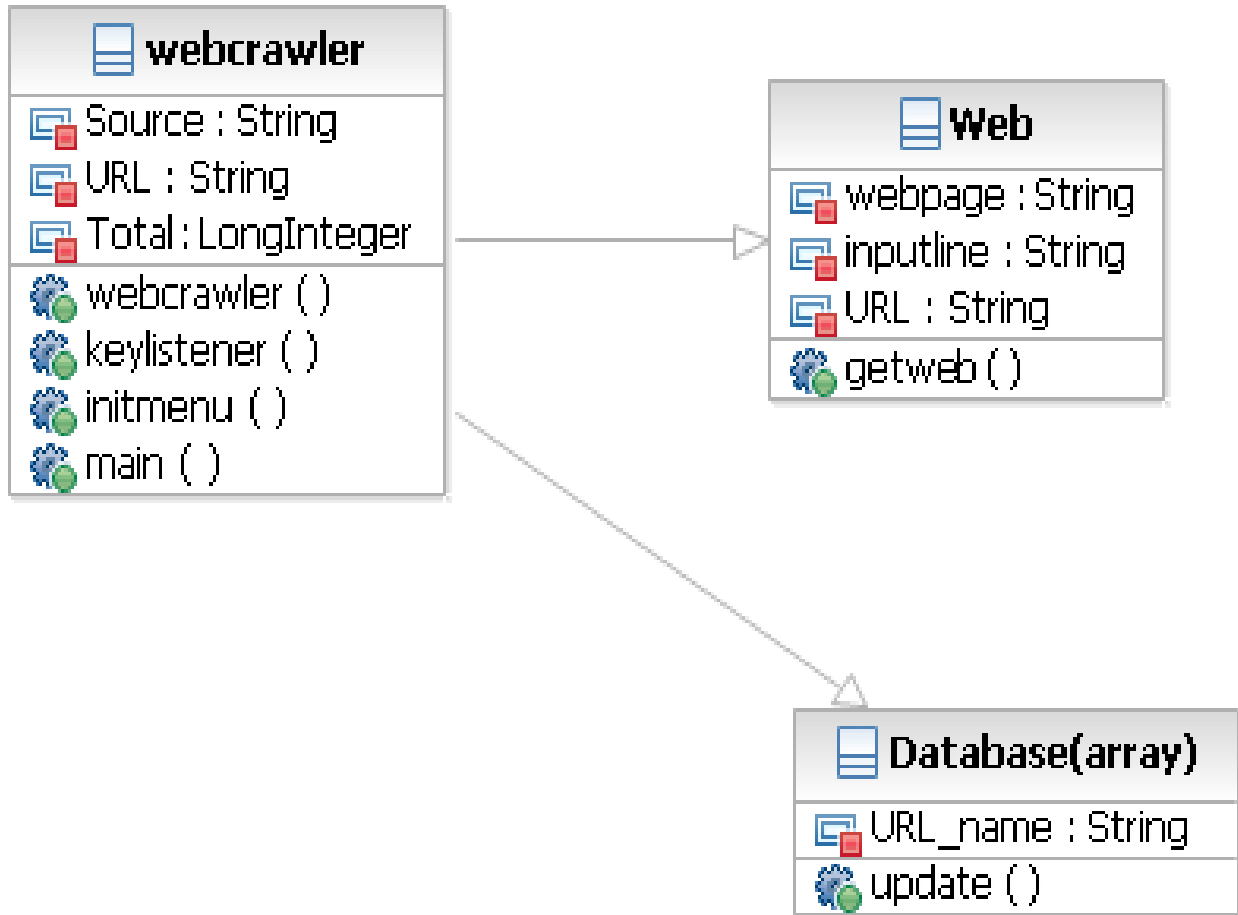 webcrawler
Source : String
URL : String
Total : LongInteger
webcrawler ( )
keylistener ( )
initmenu ( )
main ( )
Web
webpage : String
inputline : String
URL : String
getweb ( )
Database(array)
URL_name : String
update ( )